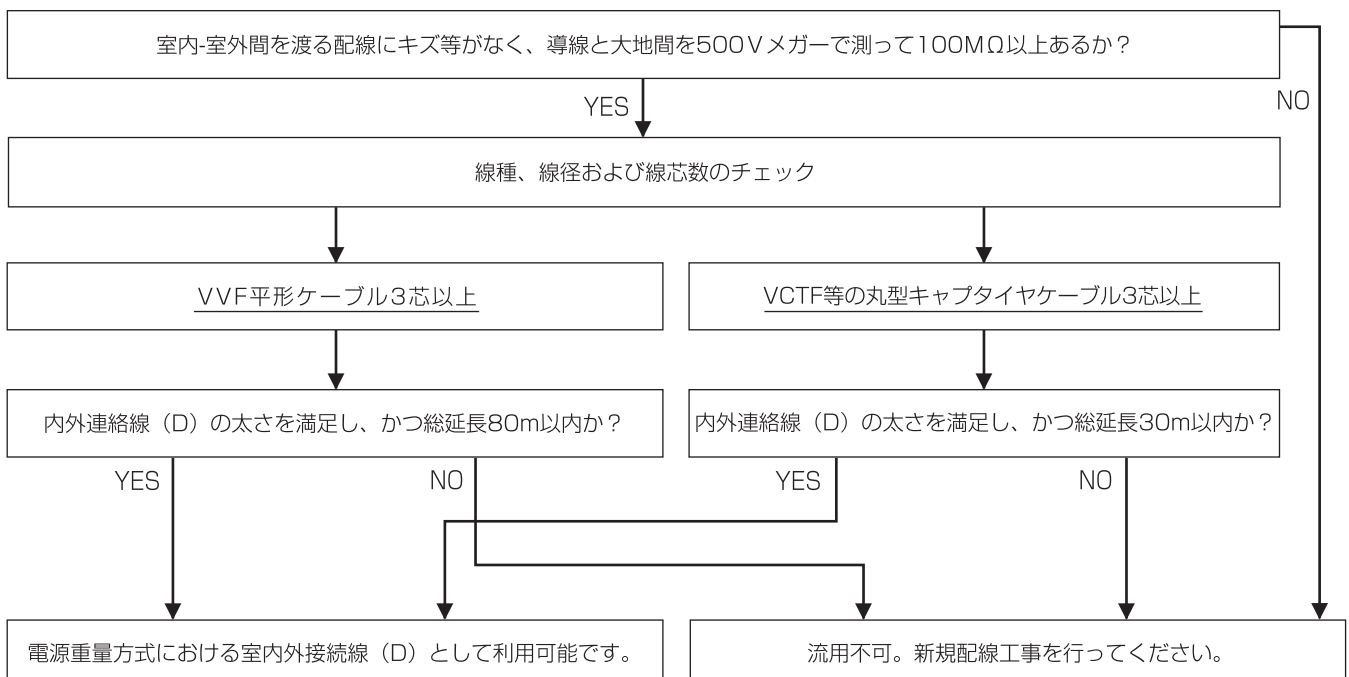 室内-室外間を渡る配線にキズ等がなく、導線と大地間を500Vメガーで測って100MΩ以上あるか？
YES
NO
線種、線径および線芯数のチェック
VVF平形ケーブル3芯以上
VCTF等の丸型キャプタイヤケーブル3芯以上
内外連絡線（D）の太さを満足し、かつ総延長80m以内か？
内外連絡線（D）の太さを満足し、かつ総延長30m以内か？
YES
NO
YES
NO
電源重量方式における室内外接続線（D）として利用可能です。
流用不可。新規配線工事を行ってください。